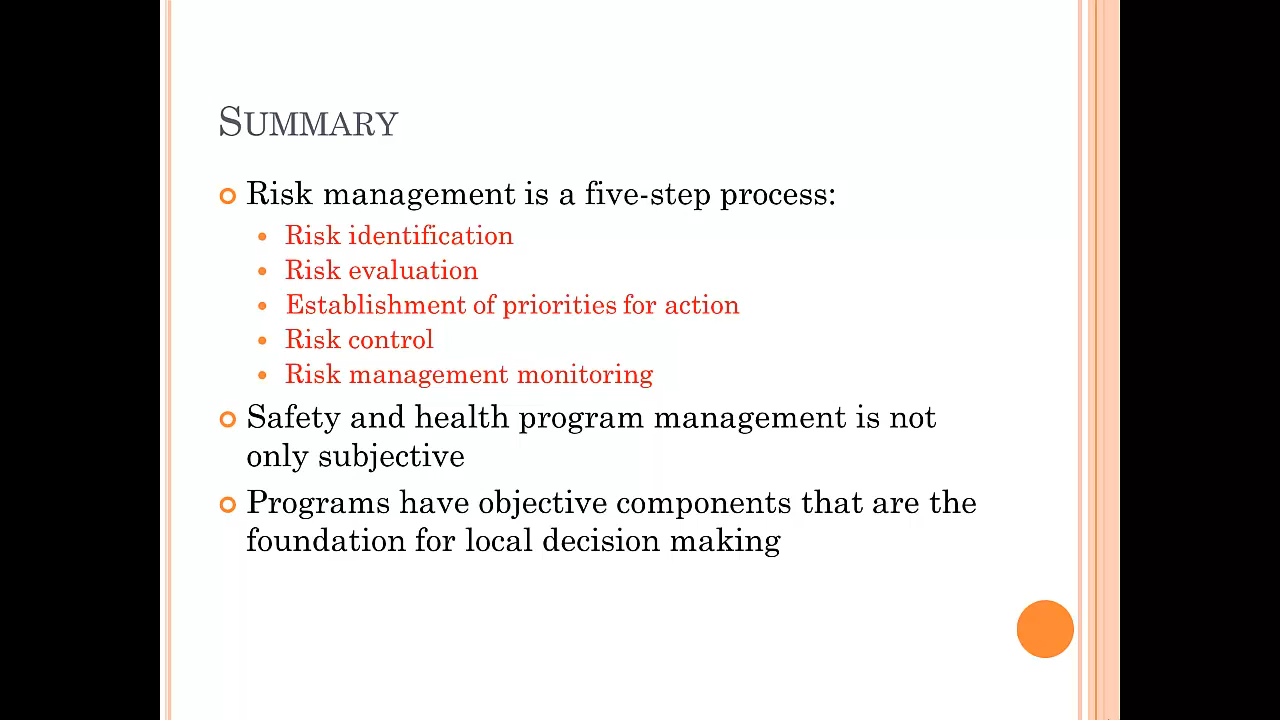 SUMMARY
Risk management is a five-step process:
Risk identification
Risk evaluation
Establishment of priorities for action
Risk control
Risk management monitoring
Safety and health program management is not
only subjective
Programs have objective components that are the
foundation for local decision making